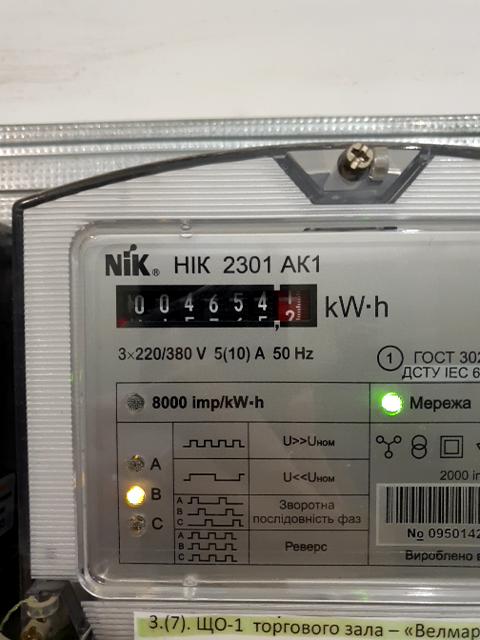 NiK® НІК 2301 АК1
004654,1 kW·h
3×220/380 V 5(10) A 50 Hz
1 ГОСТ 302
ДСТУ IEC 6
8000 imp/kW·h
Мережа
A
B
C
U>>Uном
U<<Uном
A
B
C
Зворотна
послідовність фаз
A
B
C
Реверс
2000 i
№ 0950142
Вироблено в
3.(7). ЩО-1 торгового зала – «Велмар